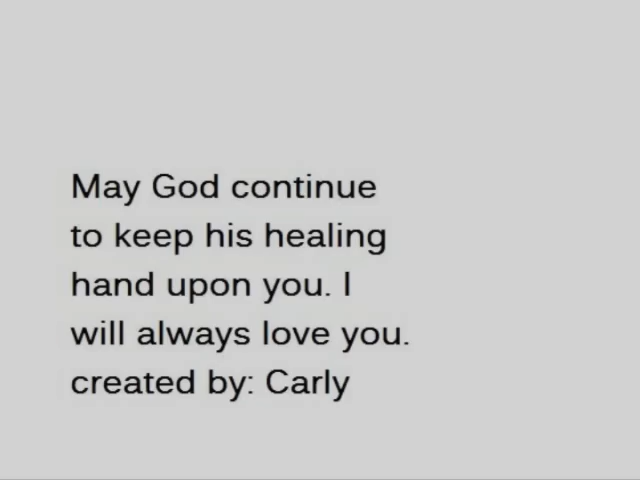 May God continue
to keep his healing
hand upon you. I
will always love you.
created by: Carly